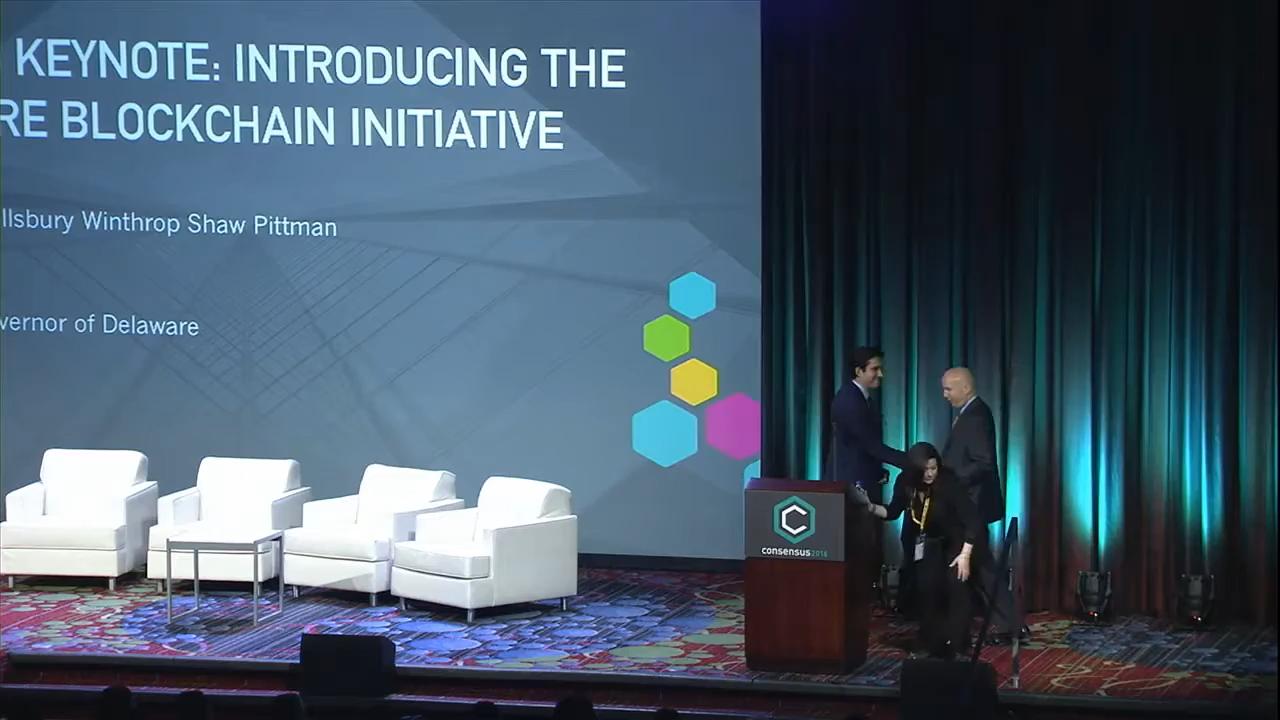 KEYNOTE: INTRODUCING THE
RE BLOCKCHAIN INITIATIVE
llsbury Winthrop Shaw Pittman
vernor of Delaware
consensus2016